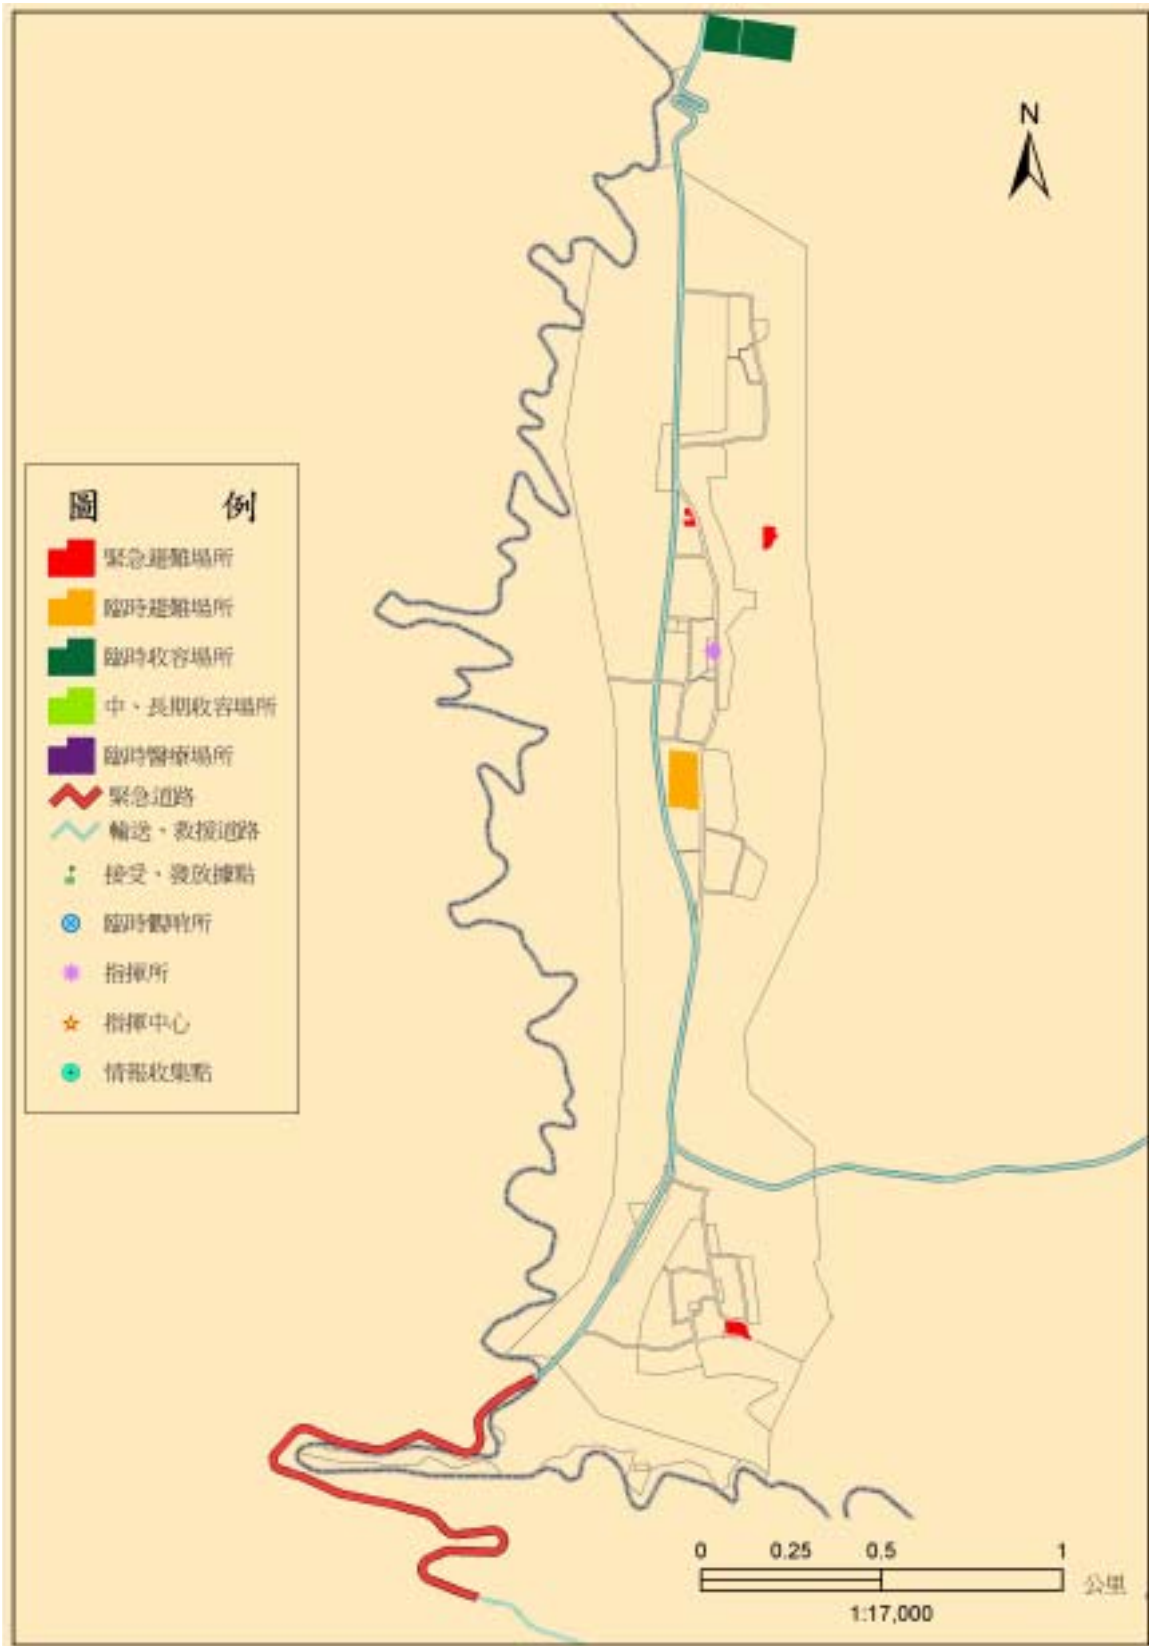 N
圖 例
緊急避難場所
臨時避難場所
臨時收容場所
中、長期收容場所
臨時醫療場所
緊急道路
輸送、救援道路
接受、發放據點
臨時觀哨所
指揮所
指揮中心
情報收集點
0 0.25 0.5 1
公里
1:17,000